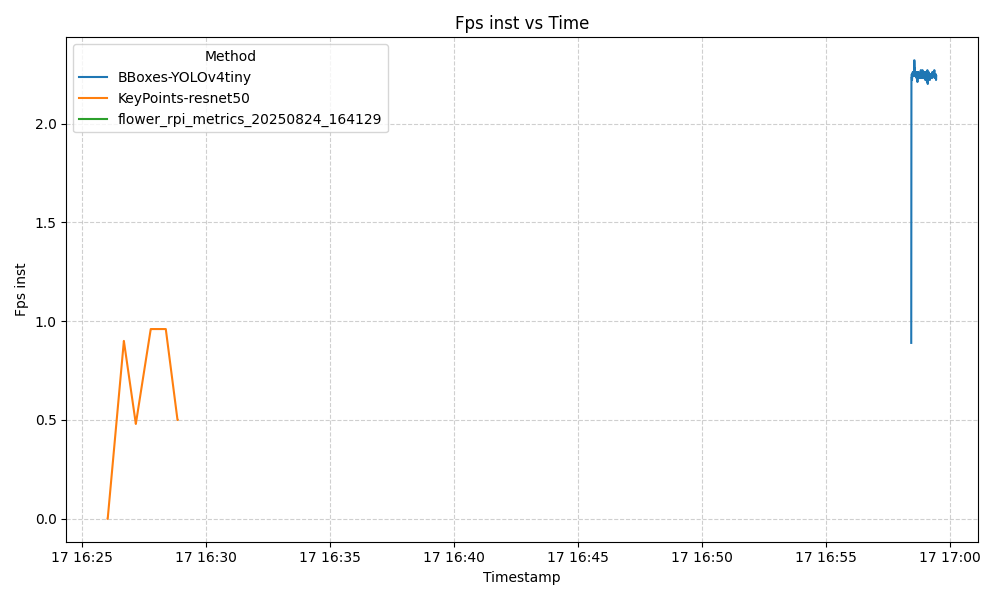 Fps inst vs Time
Method
BBoxes-YOLOv4tiny
KeyPoints-resnet50
flower_rpi_metrics_20250824_164129
Fps inst
2.0
1.5
1.0
0.5
0.0
17 16:25 17 16:30 17 16:35 17 16:40 17 16:45 17 16:50 17 16:55 17 17:00
Timestamp